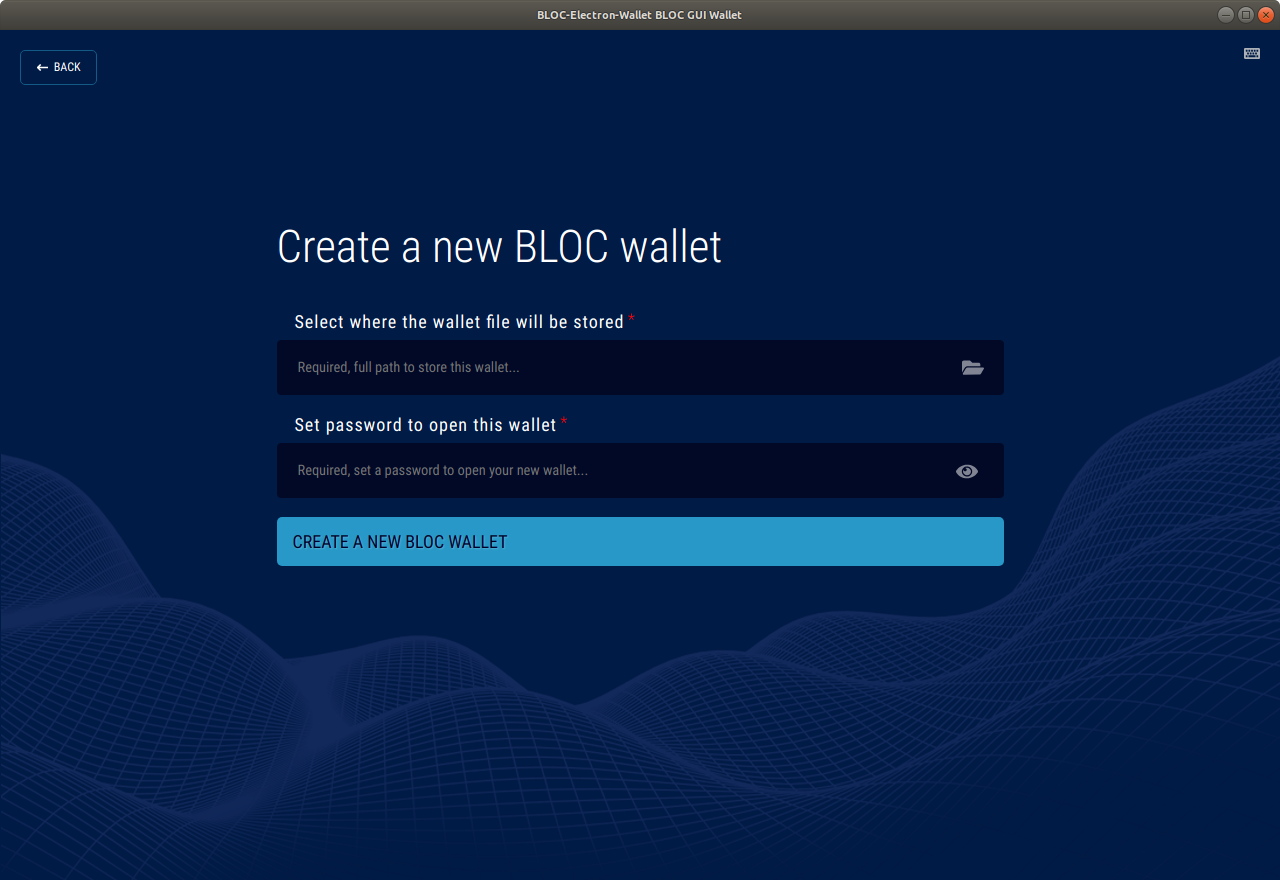 BLOC-Electron-Wallet BLOC GUI Wallet
BACK
Create a new BLOC wallet
Select where the wallet file will be stored *
Required, full path to store this wallet...
Set password to open this wallet *
Required, set a password to open your new wallet...
CREATE A NEW BLOC WALLET